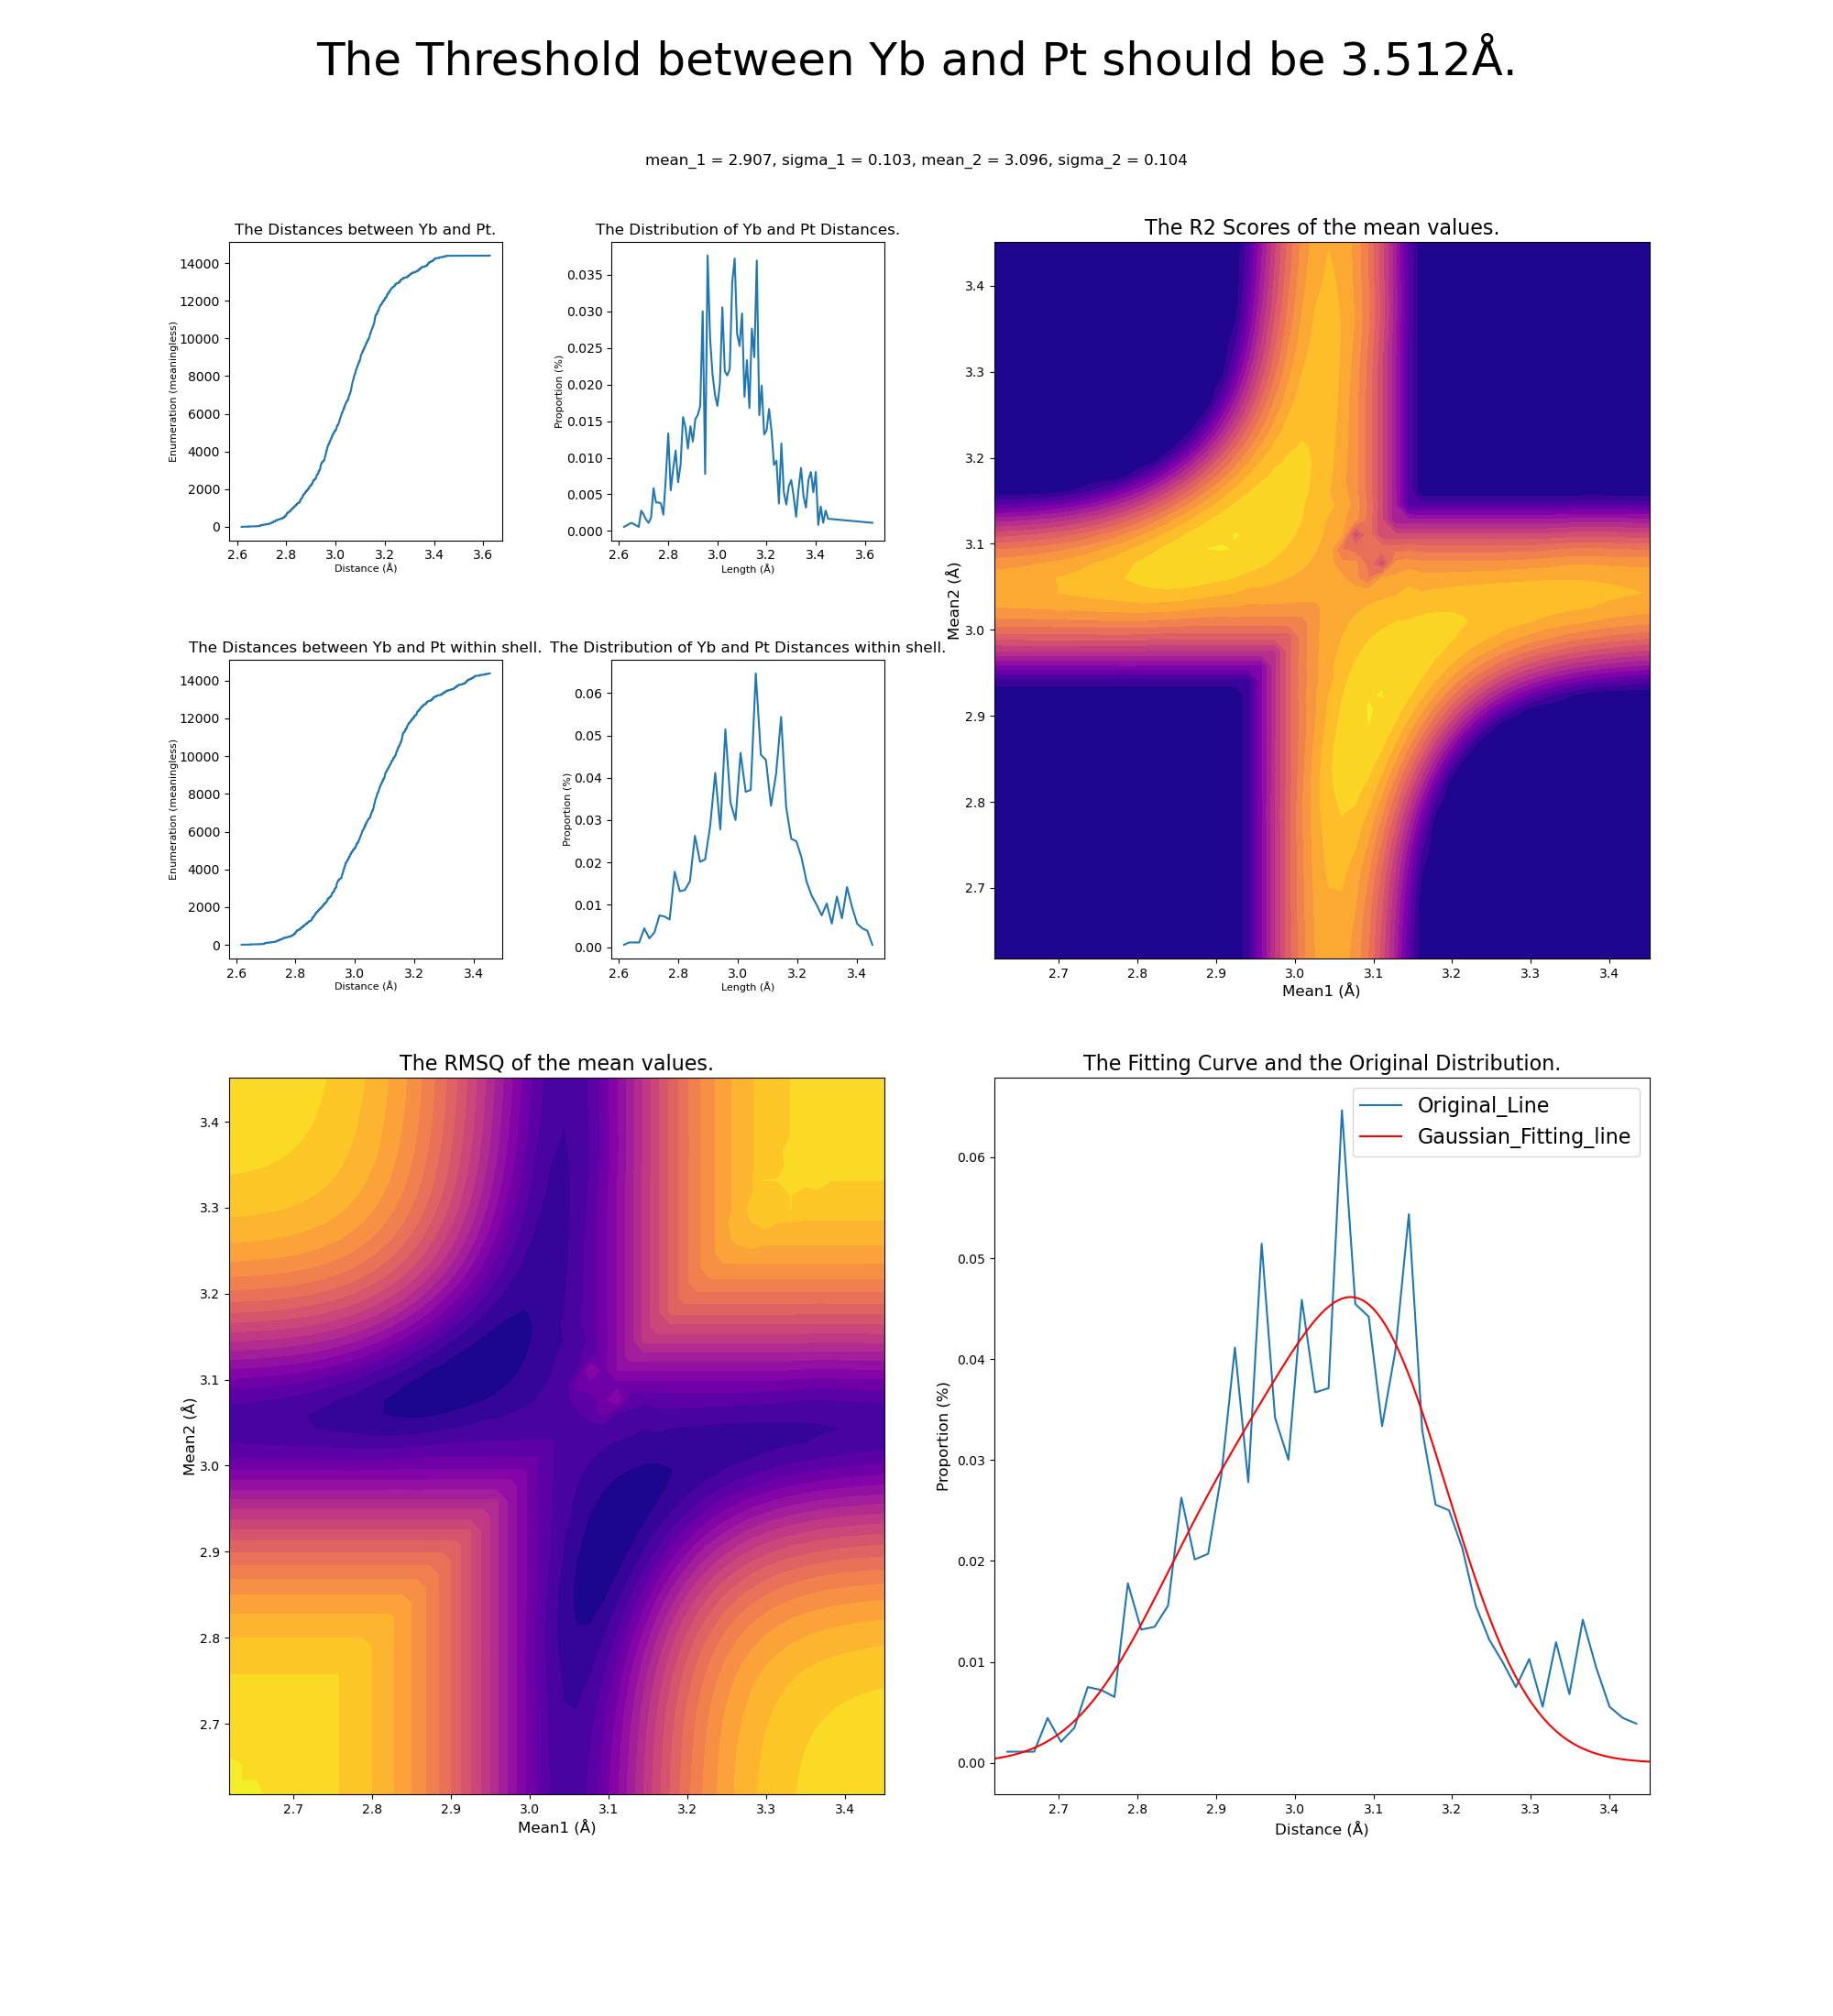 The Threshold between Yb and Pt should be 3.512Å.
mean_1 = 2.907, sigma_1 = 0.103, mean_2 = 3.096, sigma_2 = 0.104
The Distances between Yb and Pt.
Enumeration (meaningless)
14000
12000
10000
8000
6000
4000
2000
0
2.6 2.8 3.0 3.2 3.4 3.6
Distance (Å)
The Distribution of Yb and Pt Distances.
Proportion (%)
0.035
0.030
0.025
0.020
0.015
0.010
0.005
0.000
2.6 2.8 3.0 3.2 3.4 3.6
Length (Å)
The R2 Scores of the mean values.
Mean2 (Å)
3.4
3.3
3.2
3.1
3.0
2.9
2.8
2.7
2.7 2.8 2.9 3.0 3.1 3.2 3.3 3.4
Mean1 (Å)
The Distances between Yb and Pt within shell.
Enumeration (meaningless)
14000
12000
10000
8000
6000
4000
2000
0
2.6 2.8 3.0 3.2 3.4
Distance (Å)
The Distribution of Yb and Pt Distances within shell.
Proportion (%)
0.06
0.05
0.04
0.03
0.02
0.01
0.00
2.6 2.8 3.0 3.2 3.4
Length (Å)
The RMSQ of the mean values.
Mean2 (Å)
3.4
3.3
3.2
3.1
3.0
2.9
2.8
2.7
2.7 2.8 2.9 3.0 3.1 3.2 3.3 3.4
Mean1 (Å)
The Fitting Curve and the Original Distribution.
Original_Line
Gaussian_Fitting_line
Proportion (%)
0.06
0.05
0.04
0.03
0.02
0.01
0.00
2.7 2.8 2.9 3.0 3.1 3.2 3.3 3.4
Distance (Å)